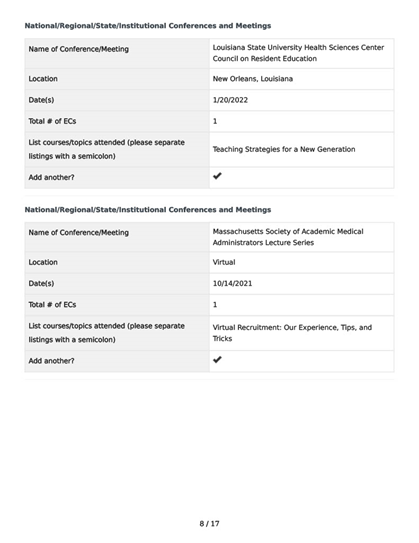 National/Regional/State/Institutional Conferences and Meetings
Name of Conference/Meeting
Louisiana State University Health Sciences Center
Council on Resident Education
Location
New Orleans, Louisiana
Date(s)
1/20/2022
Total # of ECs
1
List courses/topics attended (please separate
listings with a semicolon)
Teaching Strategies for a New Generation
Add another?
✔
National/Regional/State/Institutional Conferences and Meetings
Name of Conference/Meeting
Massachusetts Society of Academic Medical
Administrators Lecture Series
Location
Virtual
Date(s)
10/14/2021
Total # of ECs
1
List courses/topics attended (please separate
listings with a semicolon)
Virtual Recruitment: Our Experience, Tips, and
Tricks
Add another?
✔
8 / 17